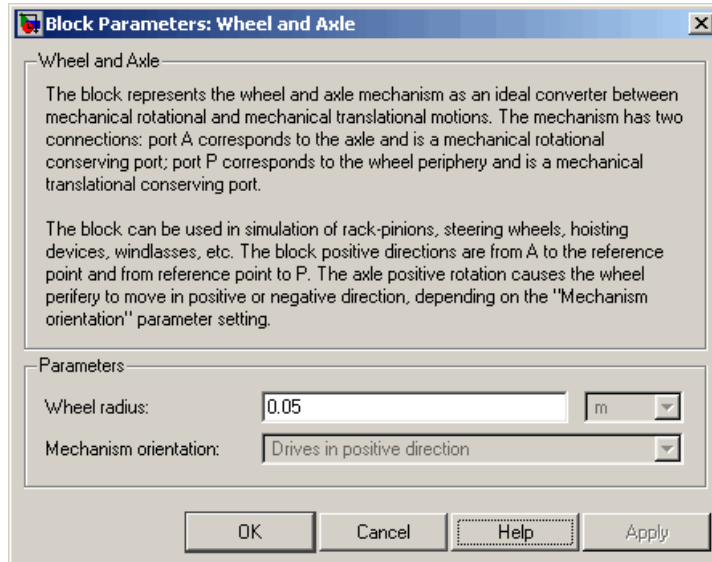 Block Parameters: Wheel and Axle
Wheel and Axle
The block represents the wheel and axle mechanism as an ideal converter between
mechanical rotational and mechanical translational motions. The mechanism has two
connections: port A corresponds to the axle and is a mechanical rotational
conserving port; port P corresponds to the wheel periphery and is a mechanical
translational conserving port.
The block can be used in simulation of rack-pinions, steering wheels, hoisting
devices, windlasses, etc. The block positive directions are from A to the reference
point and from reference point to P. The axle positive rotation causes the wheel
perifery to move in positive or negative direction, depending on the "Mechanism
orientation" parameter setting.
Parameters
Wheel radius: 0.05 m
Mechanism orientation: Drives in positive direction
OK Cancel Help Apply